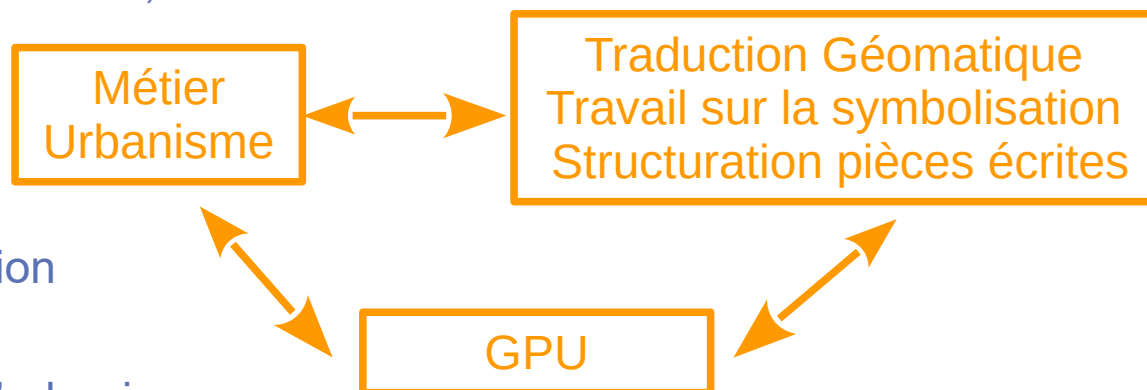 Métier
Urbanisme
Traduction Géomatique
Travail sur la symbolisation
Structuration pièces écrites
ion
GPU